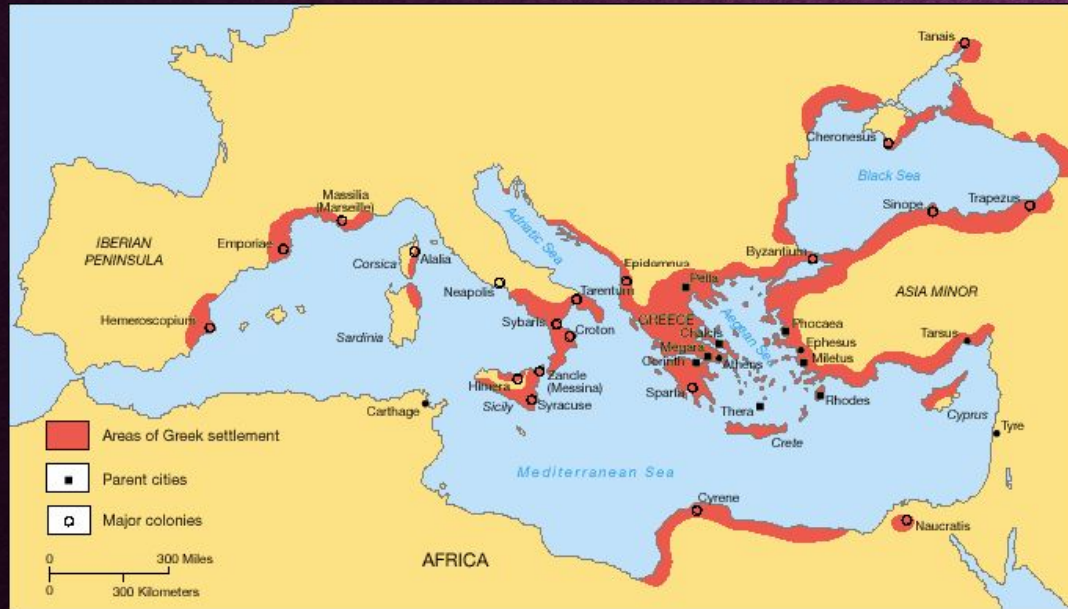 Tanais
Cheronesus
Black Sea
Sinope
Trapezus
Massilia
(Marseille)
IBERIAN
PENINSULA
Emporiae
Corsica
Alalia
Adriatic Sea
Epidamnus
Byzantium
Neapolis
Tarentum
Pella
ASIA MINOR
Hemeroscopium
Sardinia
Sybaris
Croton
GREECE
Aegean Sea
Phocaea
Chalcis
Ephesus
Tarsus
Megara
Miletus
Corinth
Athens
Himera
Zancle
(Messina)
Sparta
Rhodes
Carthage
Sicily
Syracuse
Thera
Cyprus
Tyre
Crete
Areas of Greek settlement
Parent cities
Mediterranean Sea
Major colonies
Cyrene
Naucratis
AFRICA
0 300 Miles
0 300 Kilometers